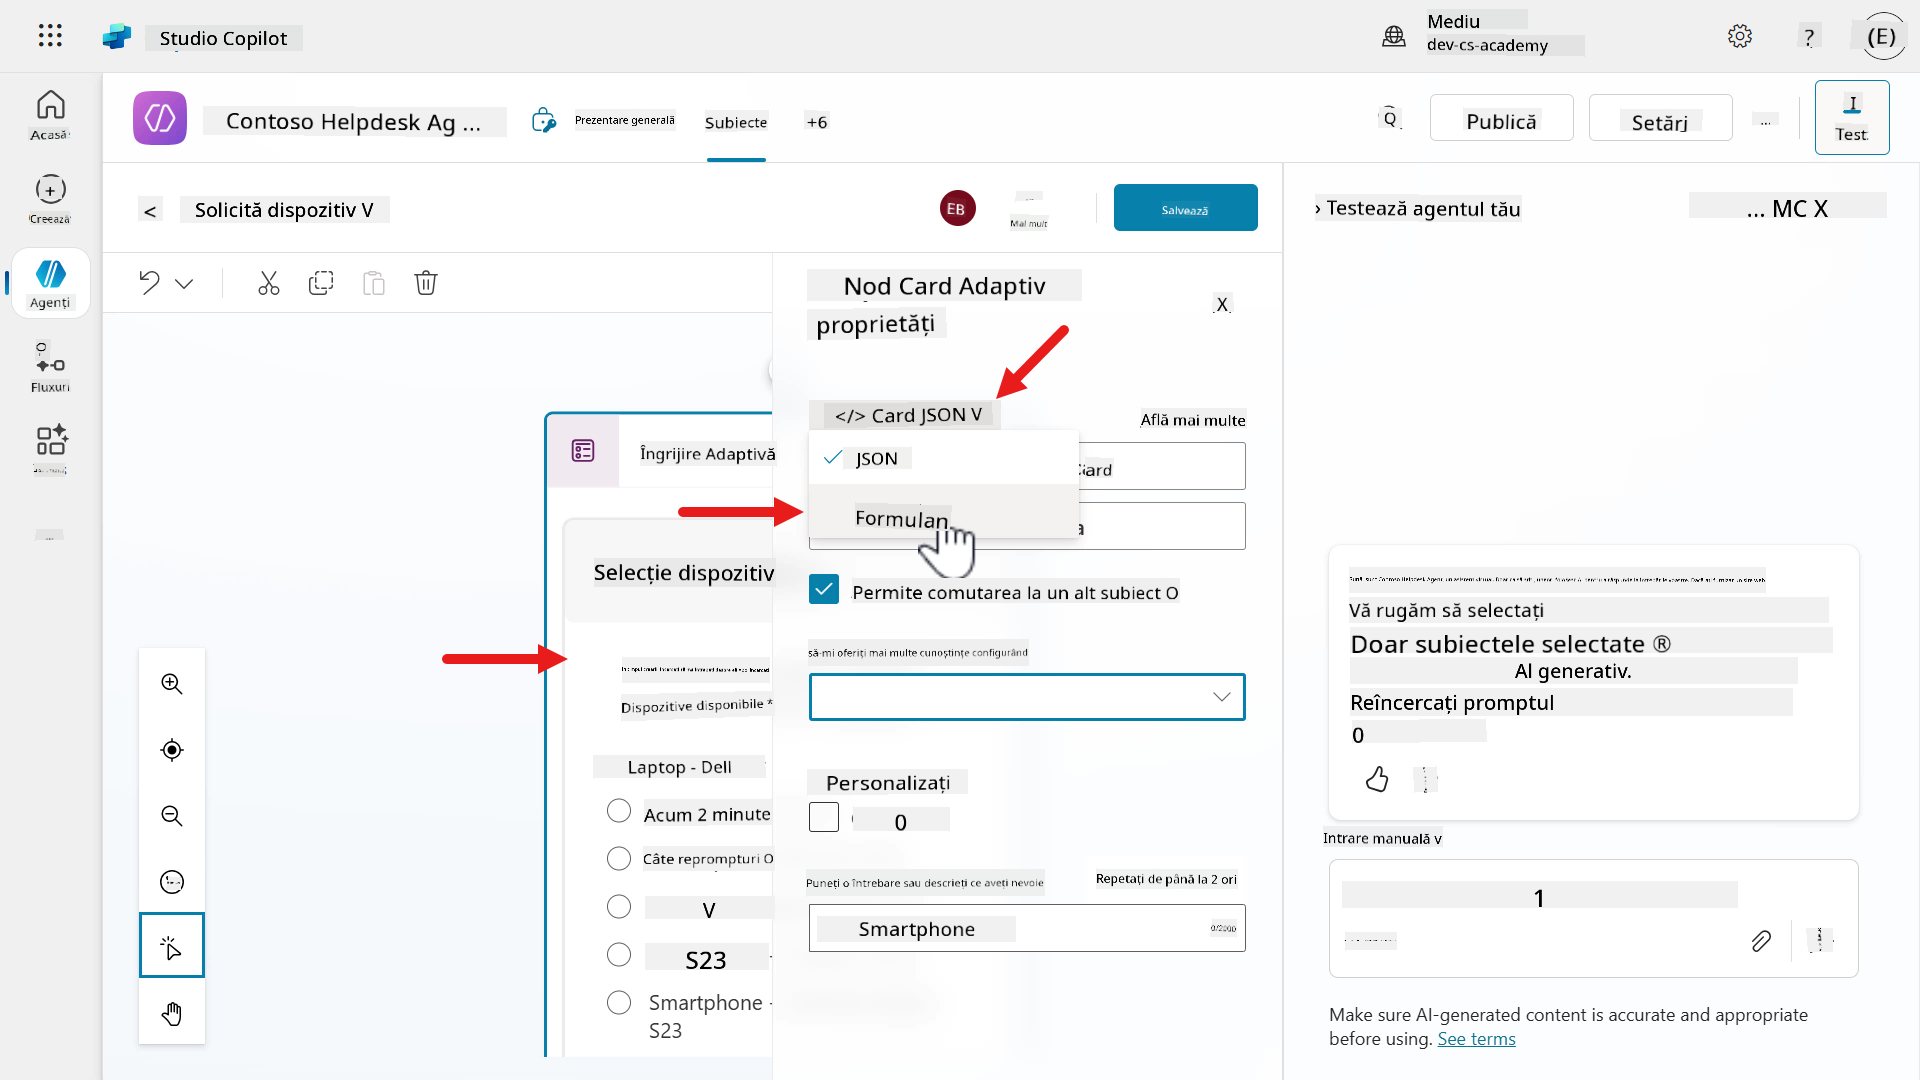 Studio Copilot
Mediu
dev-cs-academy
?
(E)
Acasă
Creează
Agenți
Fluxuri
Contoso Helpdesk Ag ...
Prezentare generală
Subiecte
+6
Q
Publică
Setări
...
I
Test
< Solicită dispozitiv V
EB
Mai mult
Salvează
Nod Card Adaptiv
proprietăți
X
</> Card JSON V
Află mai multe
JSON
Card
Formular
a
Permite comutarea la un alt subiect O
să-mi oferiți mai multe cunoștințe configurând
Personalizați
0
Puneți o întrebare sau descrieți ce aveți nevoie
Repetați de până la 2 ori
Smartphone
0/2000
Îngrijire Adaptivă
Selecție dispozitiv
Dispozitive disponibile *
Laptop - Dell
Acum 2 minute
Câte reprompturi O
V
S23
Smartphone -
S23
› Testează agentul tău
... MC X
Vă rugăm să selectați
Doar subiectele selectate ®
AI generativ.
Reîncercați promptul
0
Intrare manuală v
1
Make sure AI-generated content is accurate and appropriate
before using. See terms